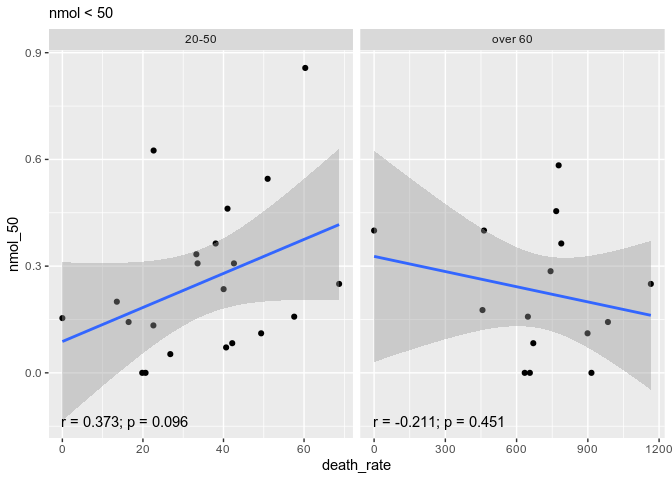 nmol < 50
20-50
over 60
0.9
0.6
0.3
0.0
nmol_50
r = 0.373; p = 0.096
r = -0.211; p = 0.451
0
20
40
60
0
300
600
900
1200
death_rate